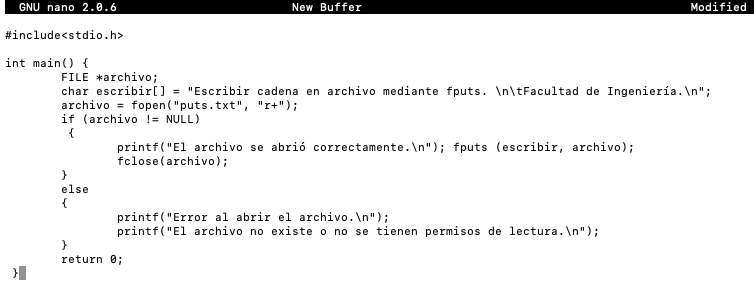 GNU nano 2.0.6 New Buffer Modified
#include<stdio.h>
int main() {
FILE *archivo;
char escribir[] = "Escribir cadena en archivo mediante fputs. \n\tFacultad de Ingeniería.\n";
archivo = fopen("puts.txt", "r+");
if (archivo != NULL)
{
printf("El archivo se abrió correctamente.\n"); fputs (escribir, archivo);
fclose(archivo);
}
else
{
printf("Error al abrir el archivo.\n");
printf("El archivo no existe o no se tienen permisos de lectura.\n");
}
return 0;
}